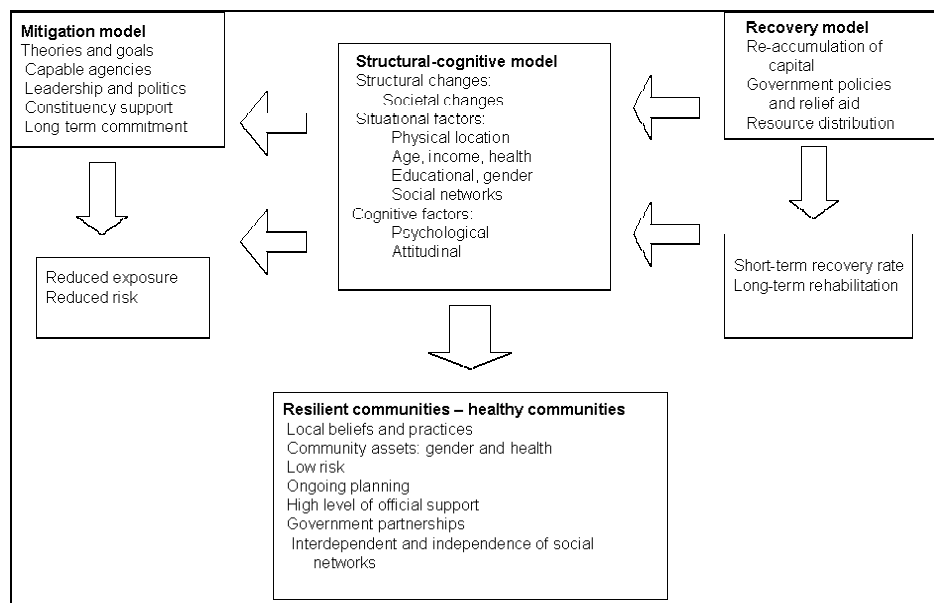 Mitigation model
Theories and goals
Capable agencies
Leadership and politics
Constituency support
Long term commitment
Reduced exposure
Reduced risk
Structural-cognitive model
Structural changes:
Societal changes
Situational factors:
Physical location
Age, income, health
Educational, gender
Social networks
Cognitive factors:
Psychological
Attitudinal
Recovery model
Re-accumulation of
capital
Government policies
and relief aid
Resource distribution
Short-term recovery rate
Long-term rehabilitation
Resilient communities – healthy communities
Local beliefs and practices
Community assets: gender and health
Low risk
Ongoing planning
High level of official support
Government partnerships
Interdependent and independence of social
networks